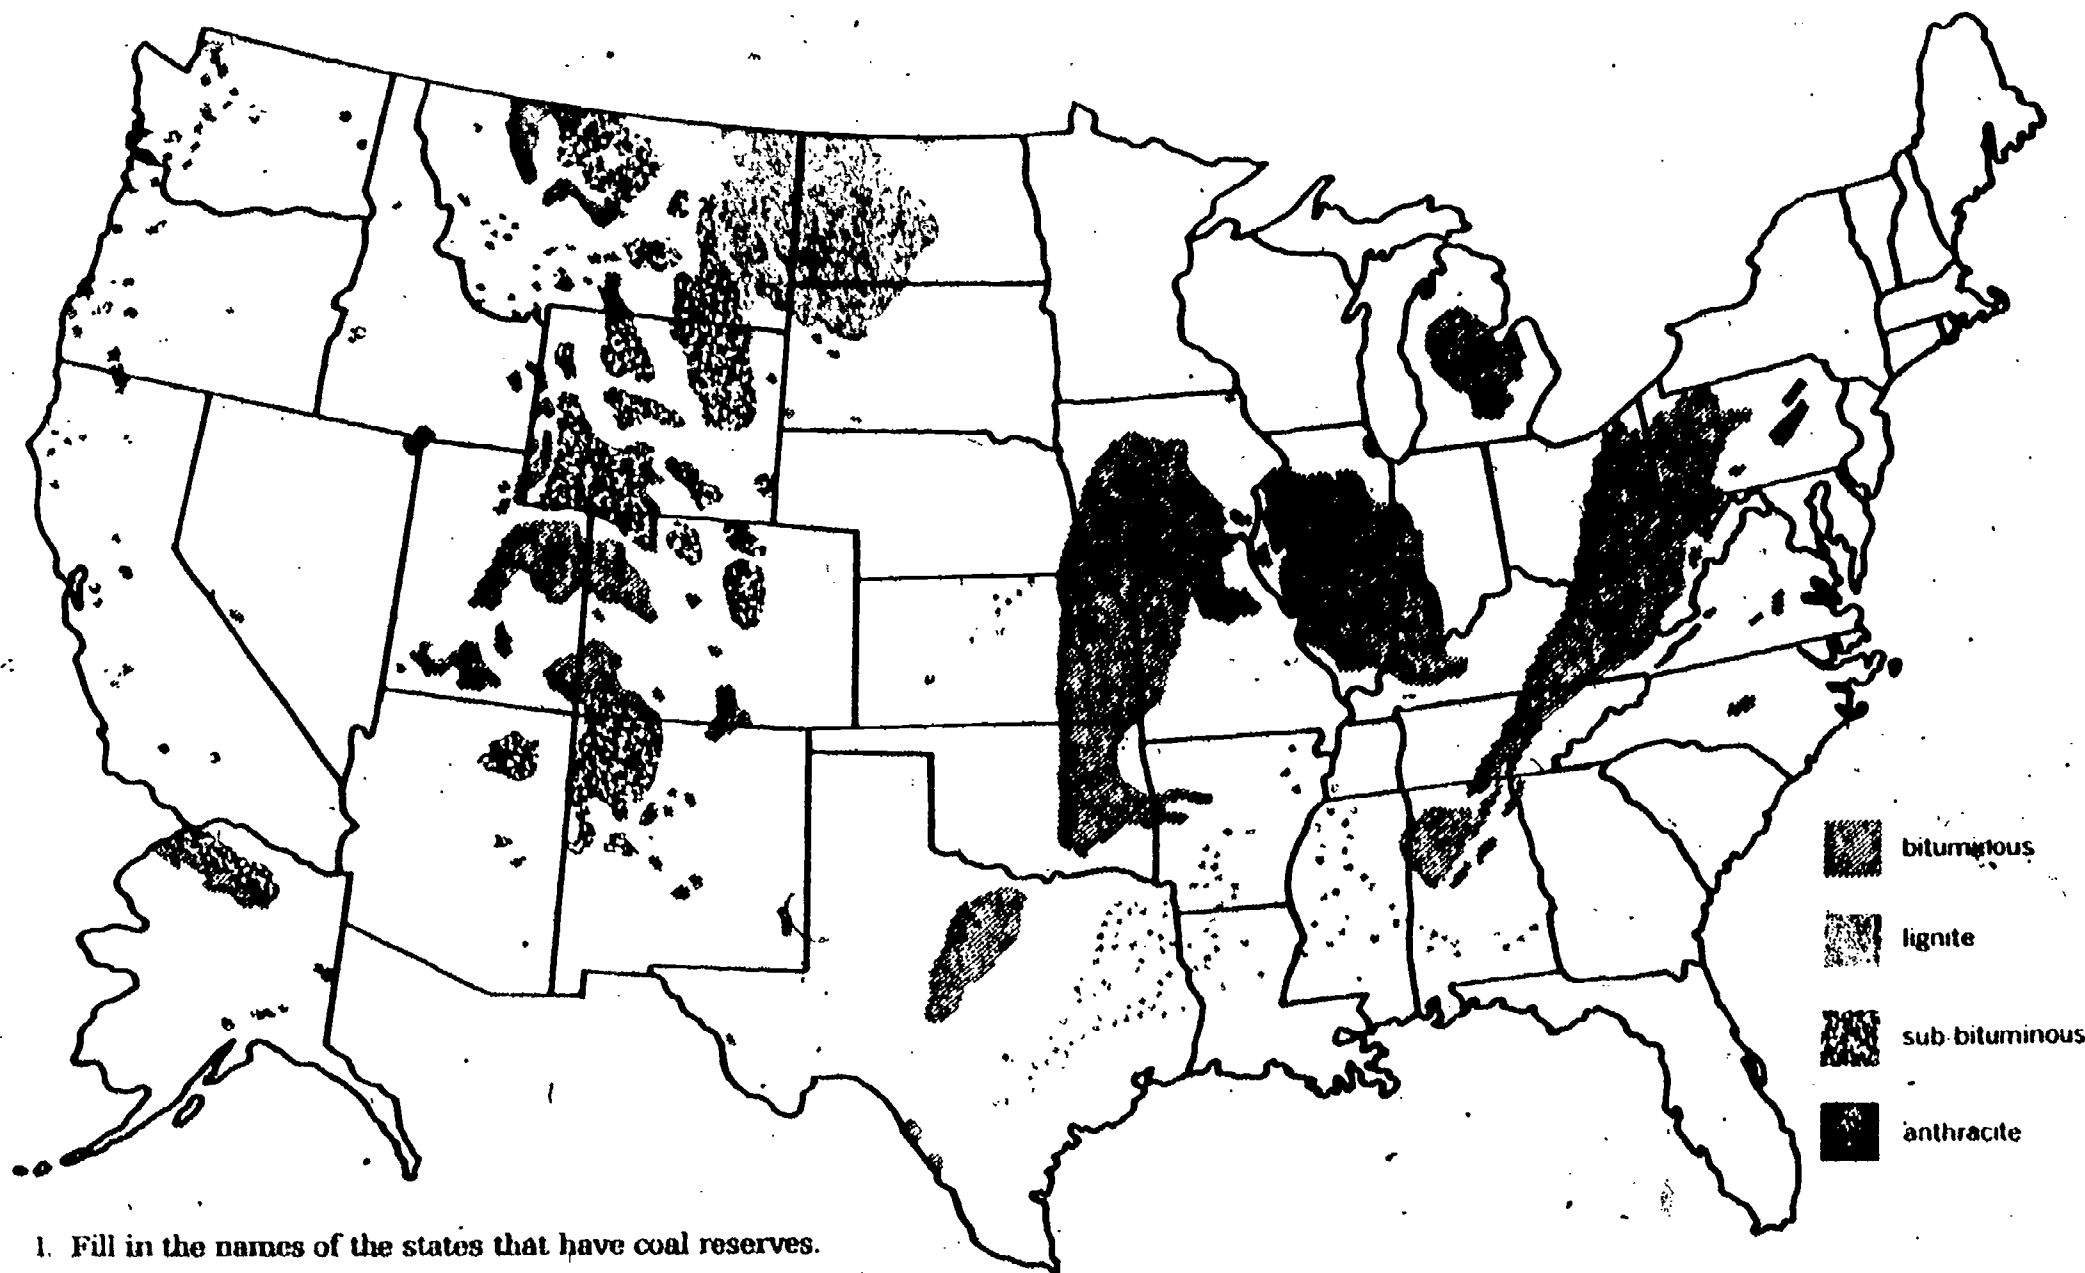 bituminous
lignite
sub-bituminous
anthracite
1. Fill in the names of the states that have coal reserves.